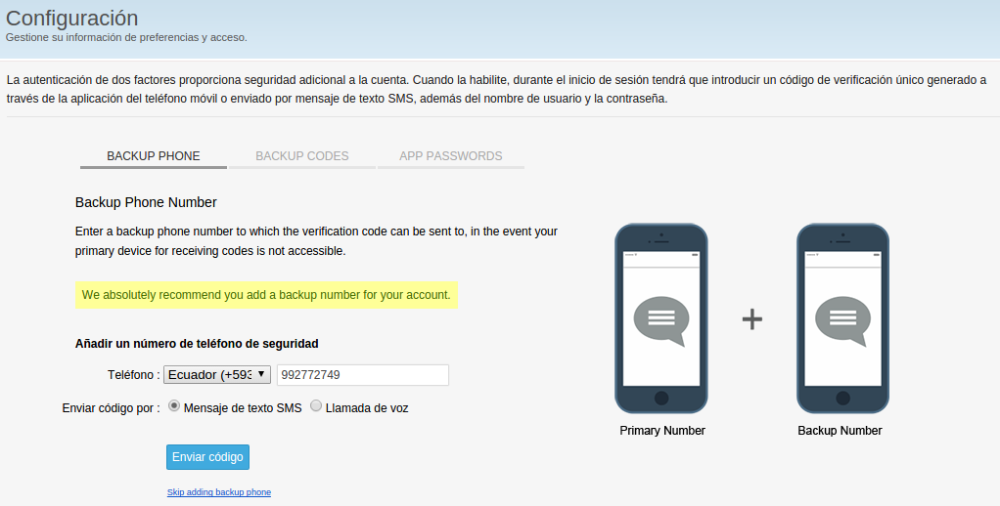 Configuración
Gestione su información de preferencias y acceso.
La autenticación de dos factores proporciona seguridad adicional a la cuenta. Cuando la habilite, durante el inicio de sesión tendrá que introducir un código de verificación único generado a
través de la aplicación del teléfono móvil o enviado por mensaje de texto SMS, además del nombre de usuario y la contraseña.
BACKUP PHONE BACKUP CODES APP PASSWORDS
Backup Phone Number
Enter a backup phone number to which the verification code can be sent to, in the event your
primary device for receiving codes is not accessible.
We absolutely recommend you add a backup number for your account.
Añadir un número de teléfono de seguridad
Teléfono : Ecuador (+593 992772749
Enviar código por : Mensaje de texto SMS Llamada de voz
Primary Number Backup Number
Enviar código
Skip adding backup phone